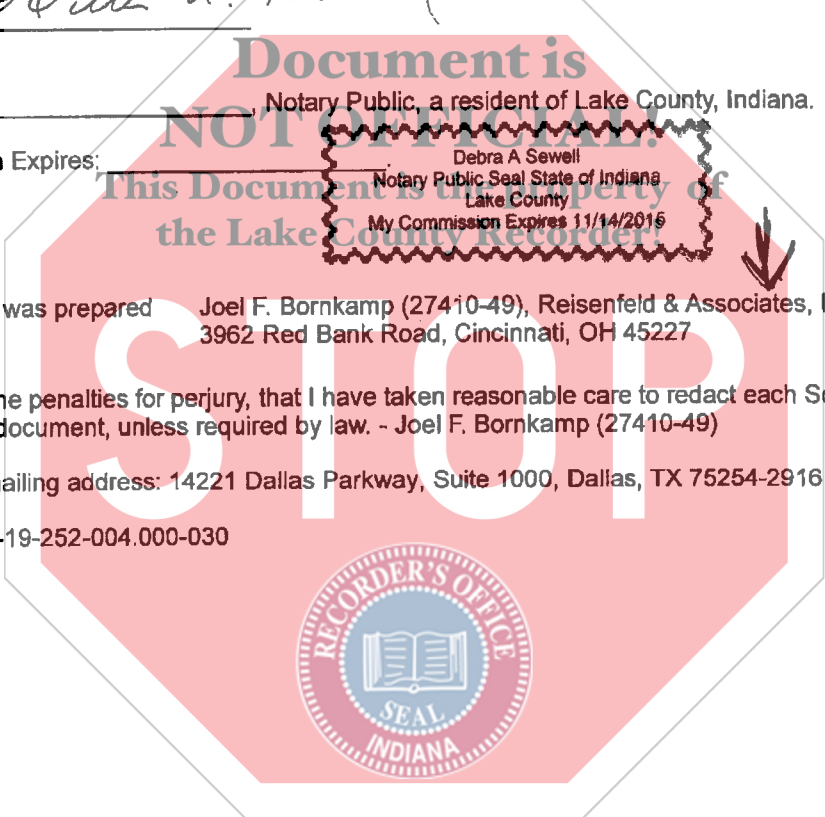 Document is
, Notary Public, a resident of Lake County, Indiana.
NOT OFFICIAL!
Expires:
Debra A Sewell
Notary Public Seal State of Indiana
This Document is the property of
Lake County
My Commission Expires 11/14/2016
the Lake County Recorder!
was prepared Joel F. Bornkamp (27410-49), Reisenfeld & Associates,
3962 Red Bank Road, Cincinnati, OH 45227
penalties for perjury, that I have taken reasonable care to redact each
document, unless required by law. - Joel F. Bornkamp (27410-49)
address: 14221 Dallas Parkway, Suite 1000, Dallas, TX 75254-2916
-19-252-004.000-030
STOP
RECORDER'S OFFICE
SEAL
INDIANA